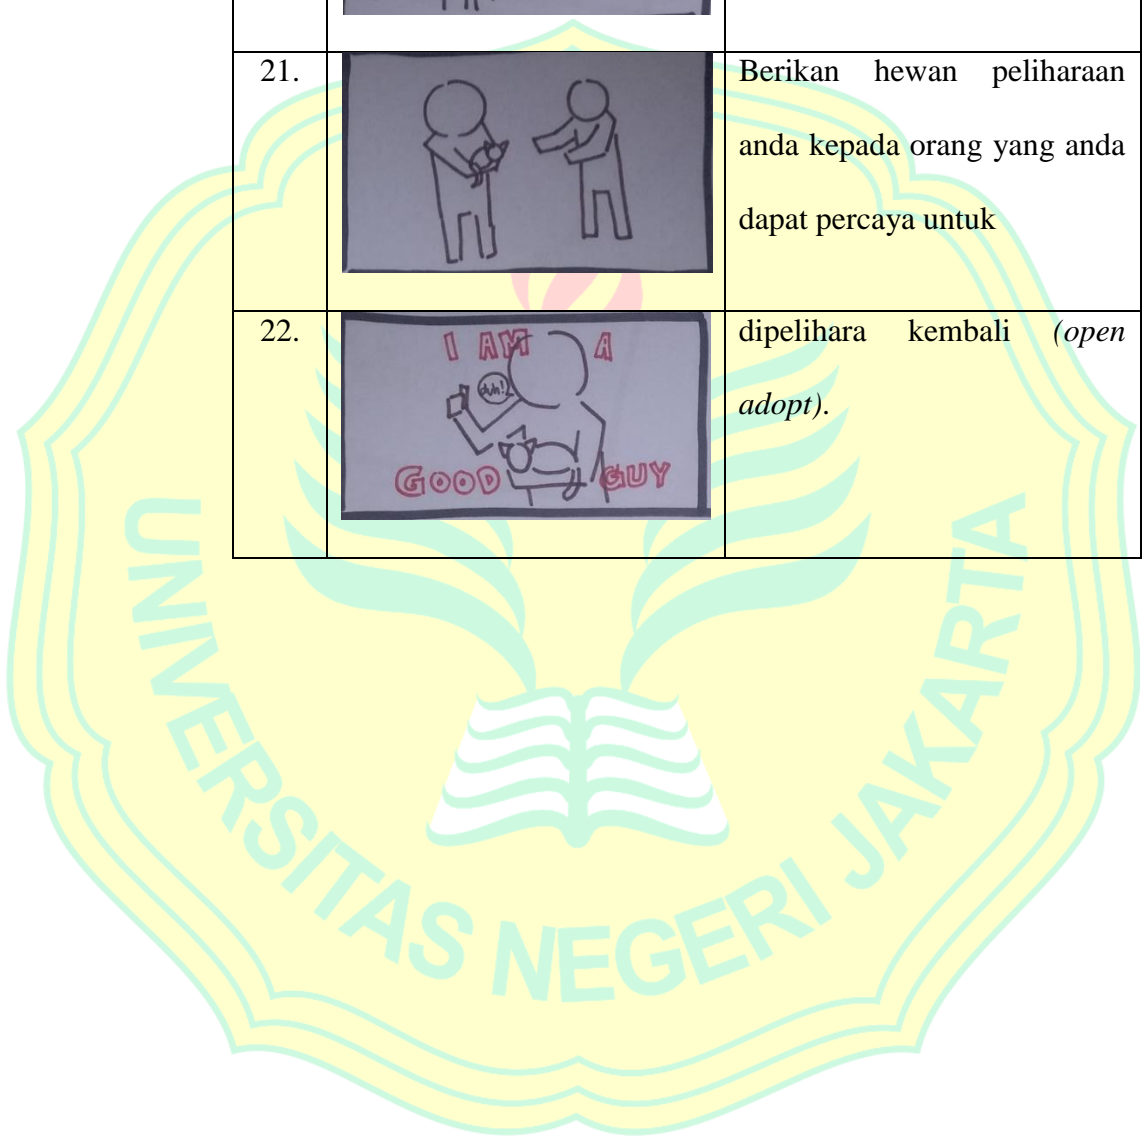 21.
Berikan hewan peliharaan
anda kepada orang yang anda
dapat percaya untuk
22.
I AM A
duh!
GOOD GUY
dipelihara kembali (open
adopt).
UNIVERSITAS NEGERI JAKARTA